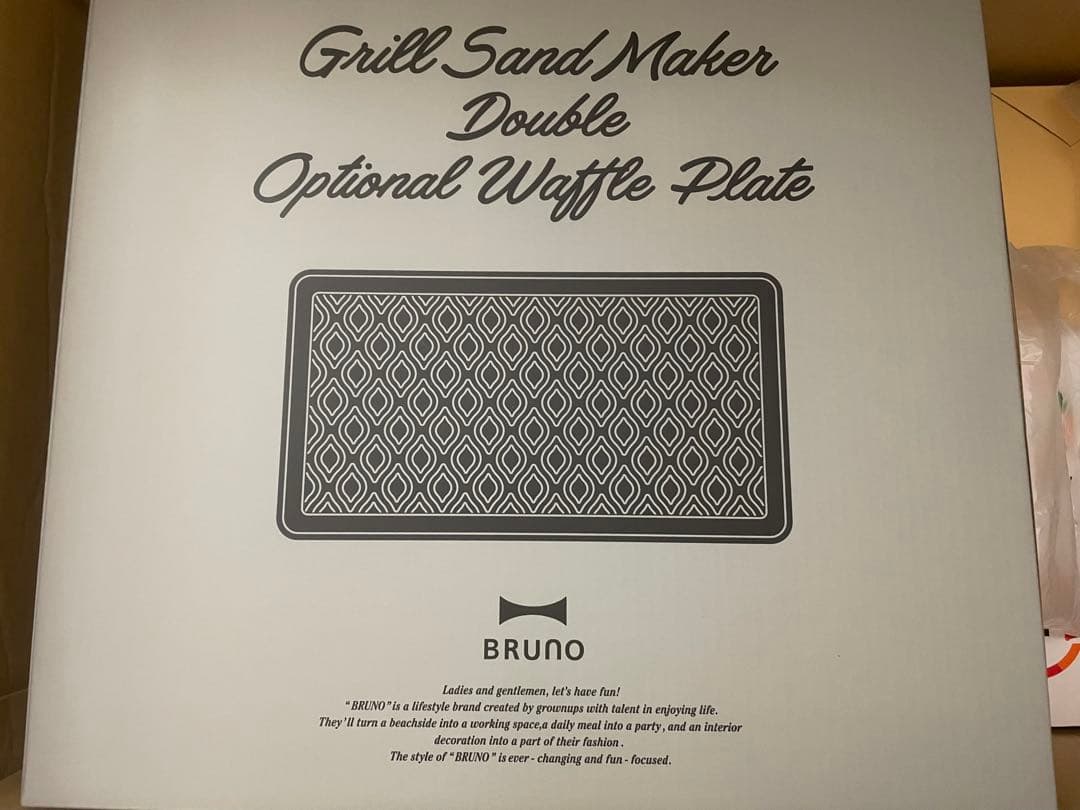 Grill Sand Maker
Double
Optional Waffle Plate
BRUNO
Ladies and gentlemen, let's have fun!
"BRUNO" is a lifestyle brand created by grownups with talent in enjoying life.
They'll turn a beachside into a working space,a daily meal into a party, and an interior
decoration into a part of their fashion.
The style of "BRUNO" is ever - changing and fun - focused.